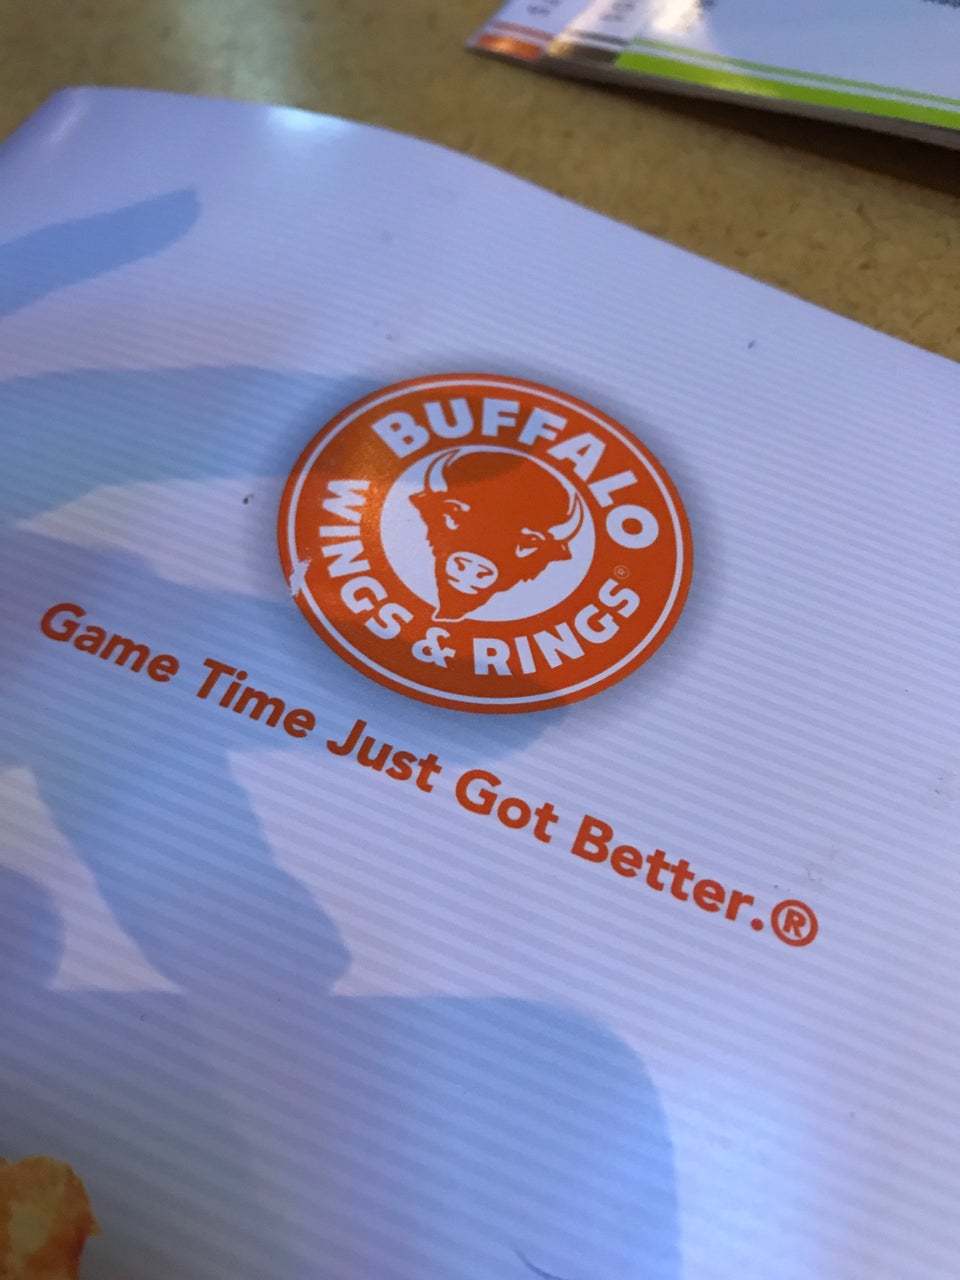 BUFFALO
WINGS & RINGS®
Game Time Just Got Better.®